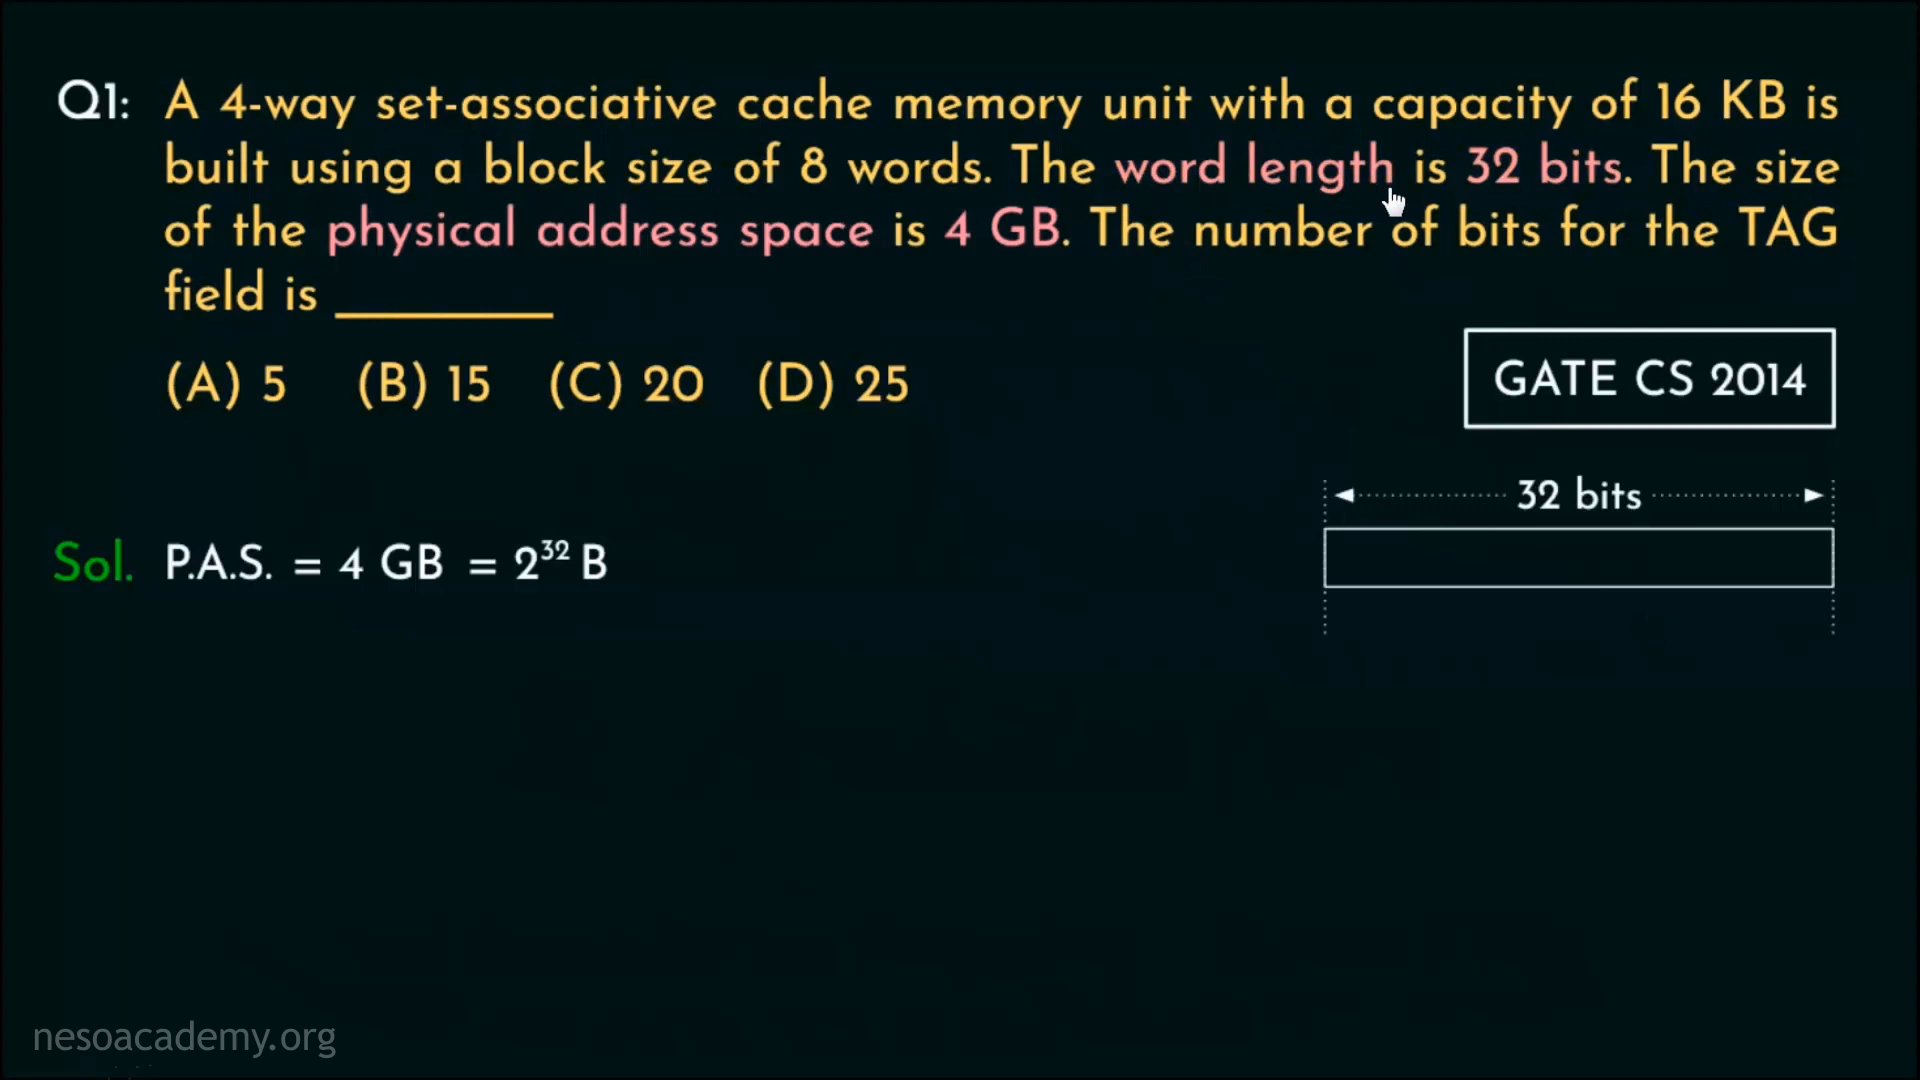 Q1: A 4-way set-associative cache memory unit with a capacity of 16 KB is
built using a block size of 8 words. The word length is 32 bits. The size
of the physical address space is 4 GB. The number of bits for the TAG
field is ________
(A) 5 (B) 15 (C) 20 (D) 25
GATE CS 2014
32 bits
Sol. P.A.S. = 4 GB = 2³² B
nesoacademy.org